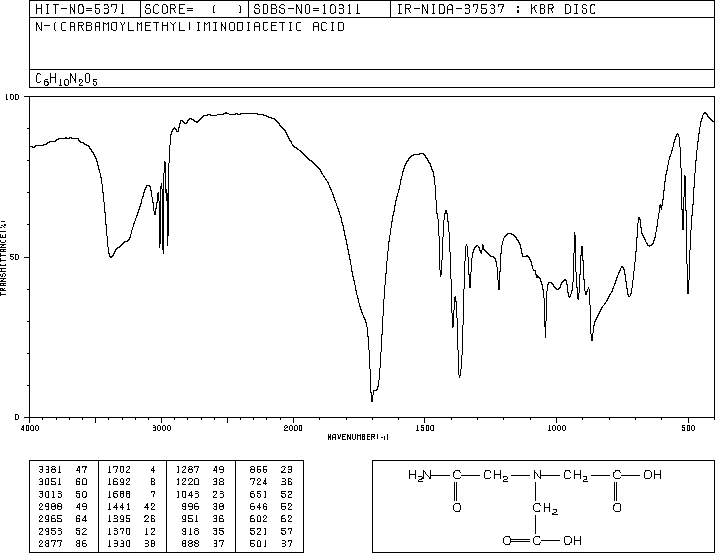 HIT-NO=5371 SCORE= ( ) SDBS-NO=10311 IR-NIDA-37537 : KBR DISC
N-(CARBAMOYLMETHYL)IMINODIACETIC ACID
C6H10N2O5
100
50
0
TRANSMITTANCE(%)
4000 3000 2000 1500 1000 500
WAVENUMBER(-1)
3381 47 1702 4 1287 49 866 23
3051 60 1692 8 1220 38 724 36
3013 50 1688 7 1043 23 651 52
2988 49 1441 42 996 38 646 52
2965 64 1395 26 951 36 602 62
2953 52 1370 12 918 35 521 57
2877 86 1330 38 888 37 501 37
H2N C CH2 N CH2 C OH
O CH2 O
O C OH